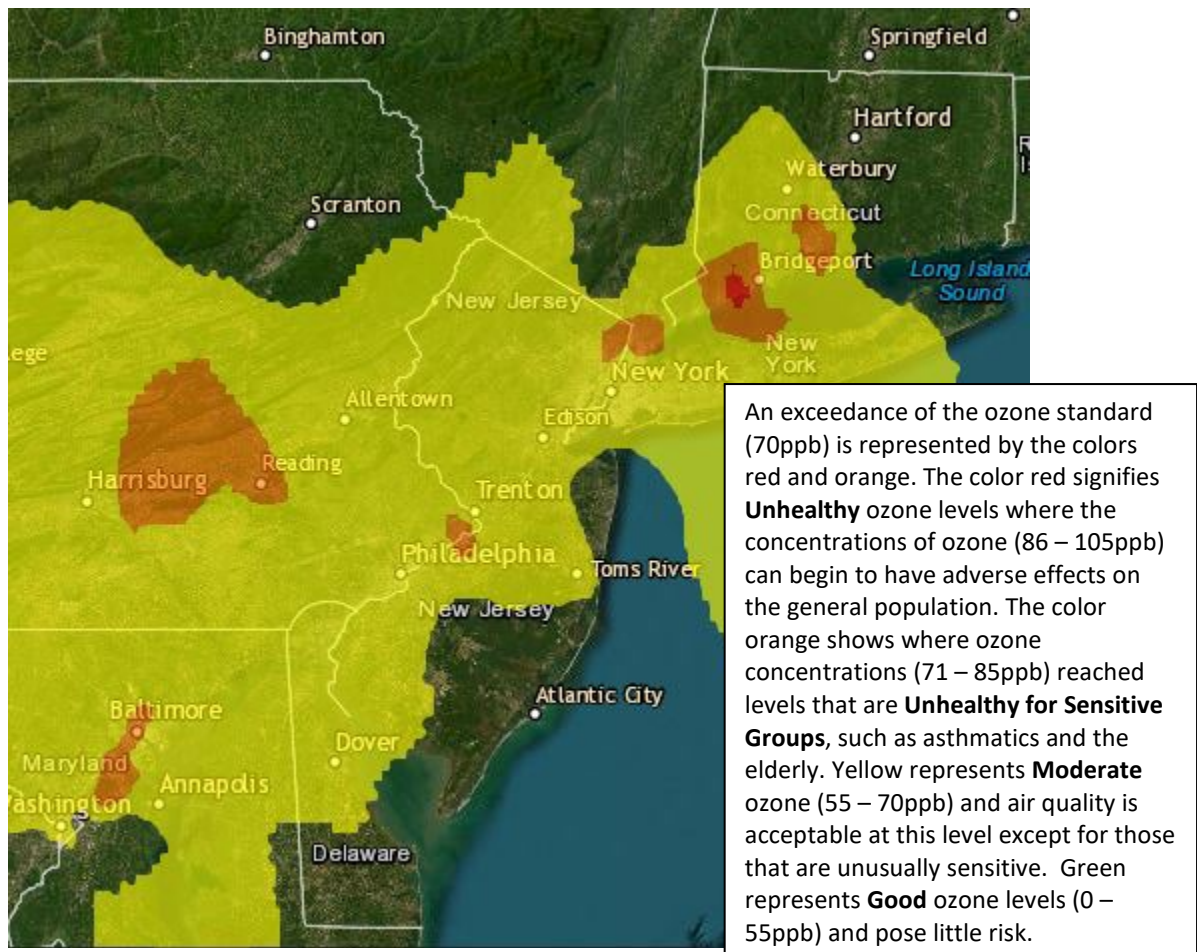 Binghamton
Springfield
Hartford
Waterbury
Connecticut
Scranton
Bridgeport
Long Island
Sound
New Jersey
New
York
ege
New York
Allentown
Edison
Reading
Harrisburg
Trenton
Philadelphia
Toms River
New Jersey
Atlantic City
Baltimore
Dover
Maryland
Annapolis
ashington
Delaware
An exceedance of the ozone standard
(70ppb) is represented by the colors
red and orange. The color red signifies
Unhealthy ozone levels where the
concentrations of ozone (86 – 105ppb)
can begin to have adverse effects on
the general population. The color
orange shows where ozone
concentrations (71 – 85ppb) reached
levels that are Unhealthy for Sensitive
Groups, such as asthmatics and the
elderly. Yellow represents Moderate
ozone (55 – 70ppb) and air quality is
acceptable at this level except for those
that are unusually sensitive.  Green
represents Good ozone levels (0 –
55ppb) and pose little risk.